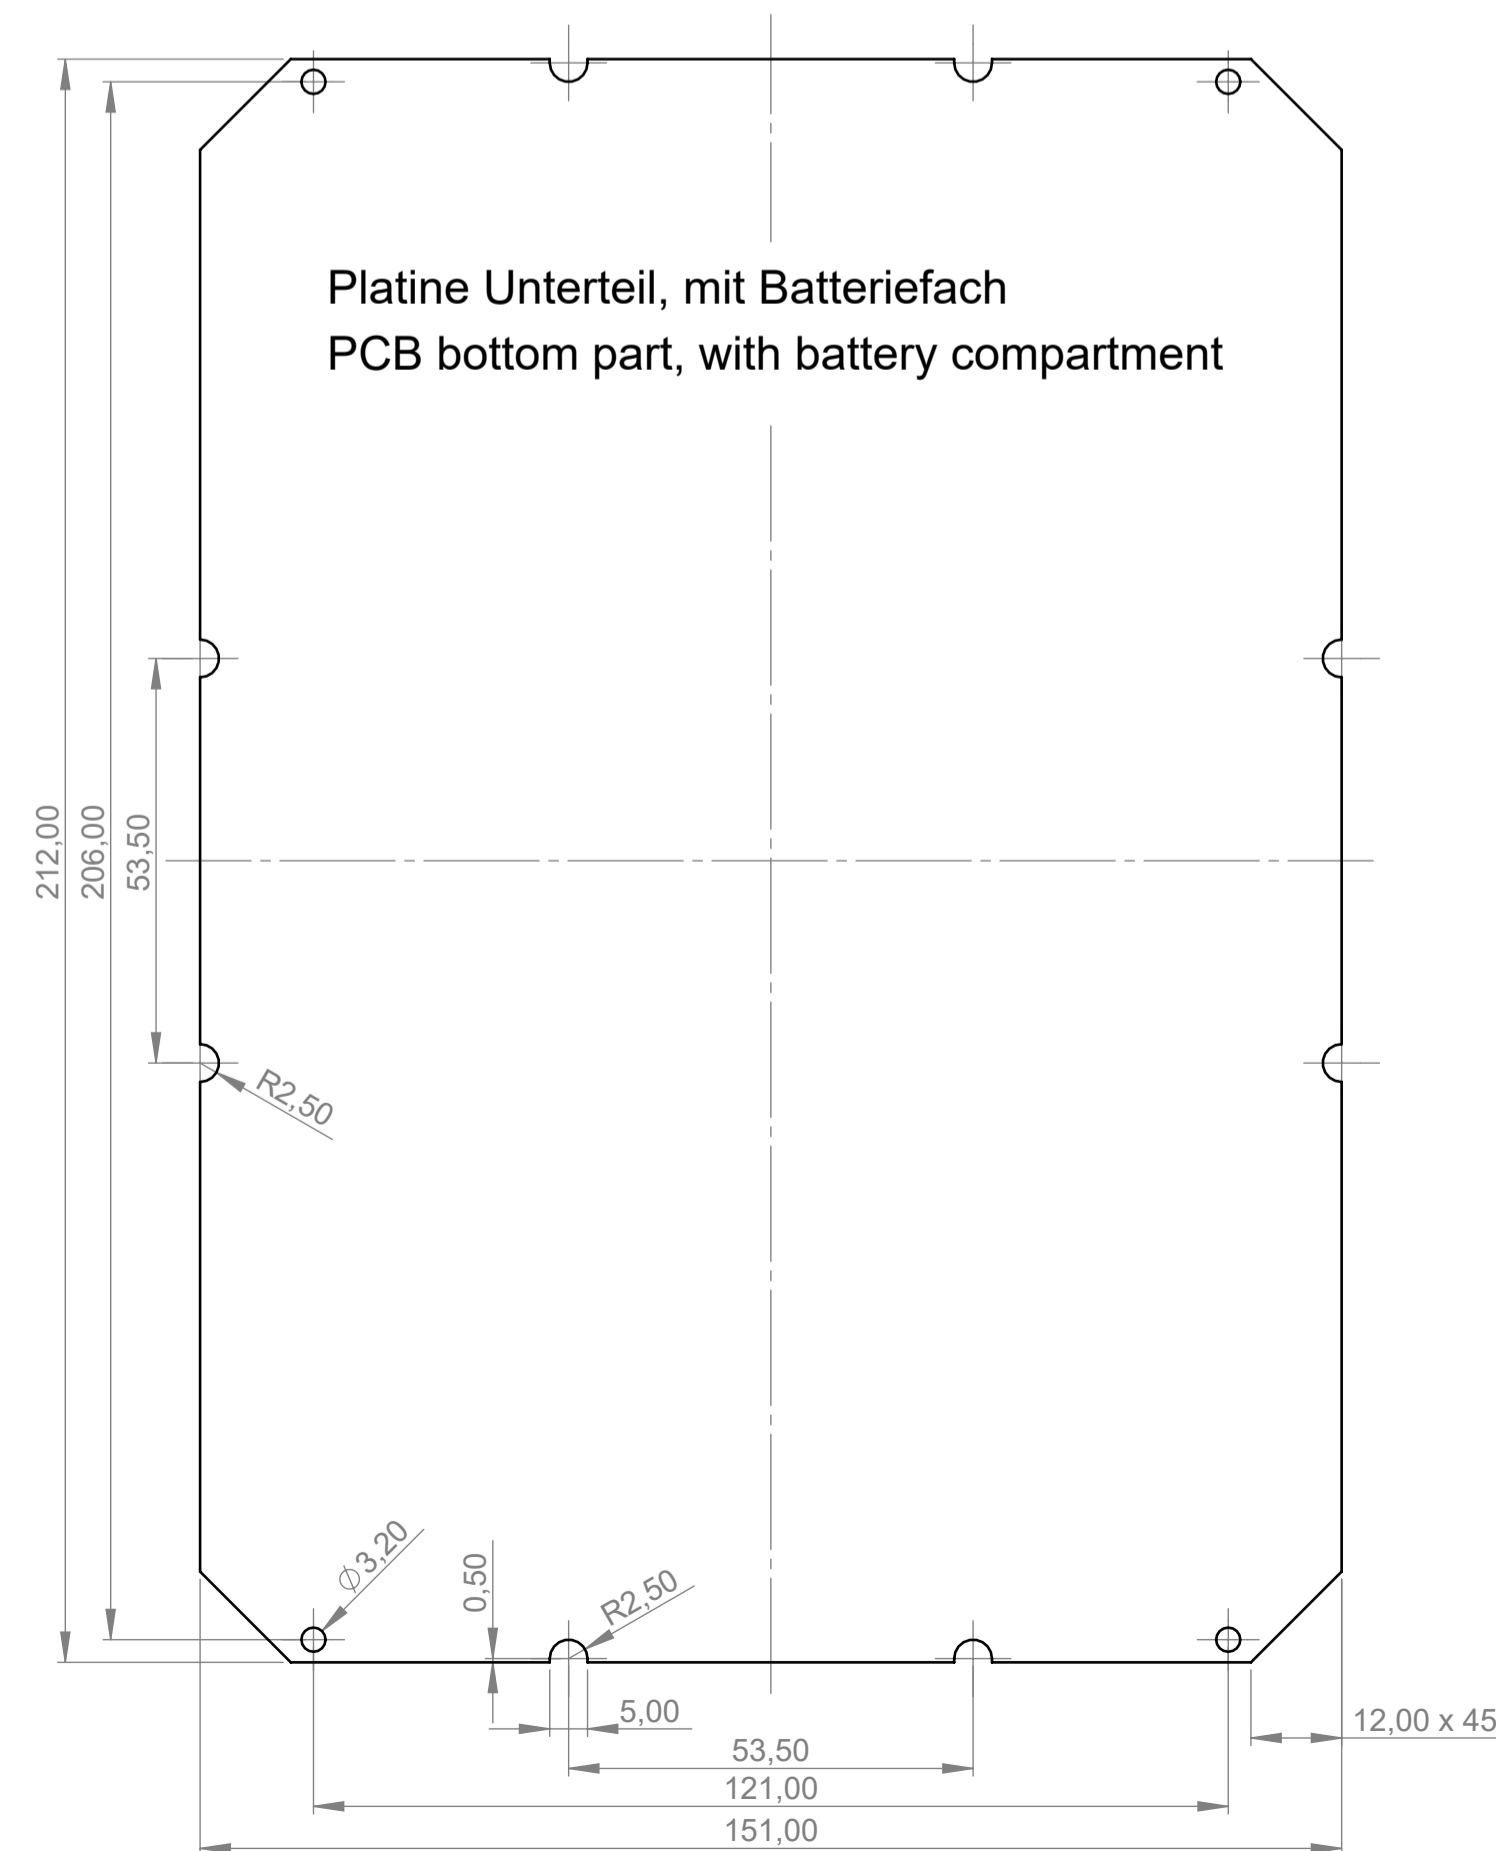 Platine Unterteil, mit Batteriefach
PCB bottom part, with battery compartment
212,00
206,00
53,50
R2,50
∅3,20
0,50
R2,50
5,00
12,00 x 45
53,50
121,00
151,00